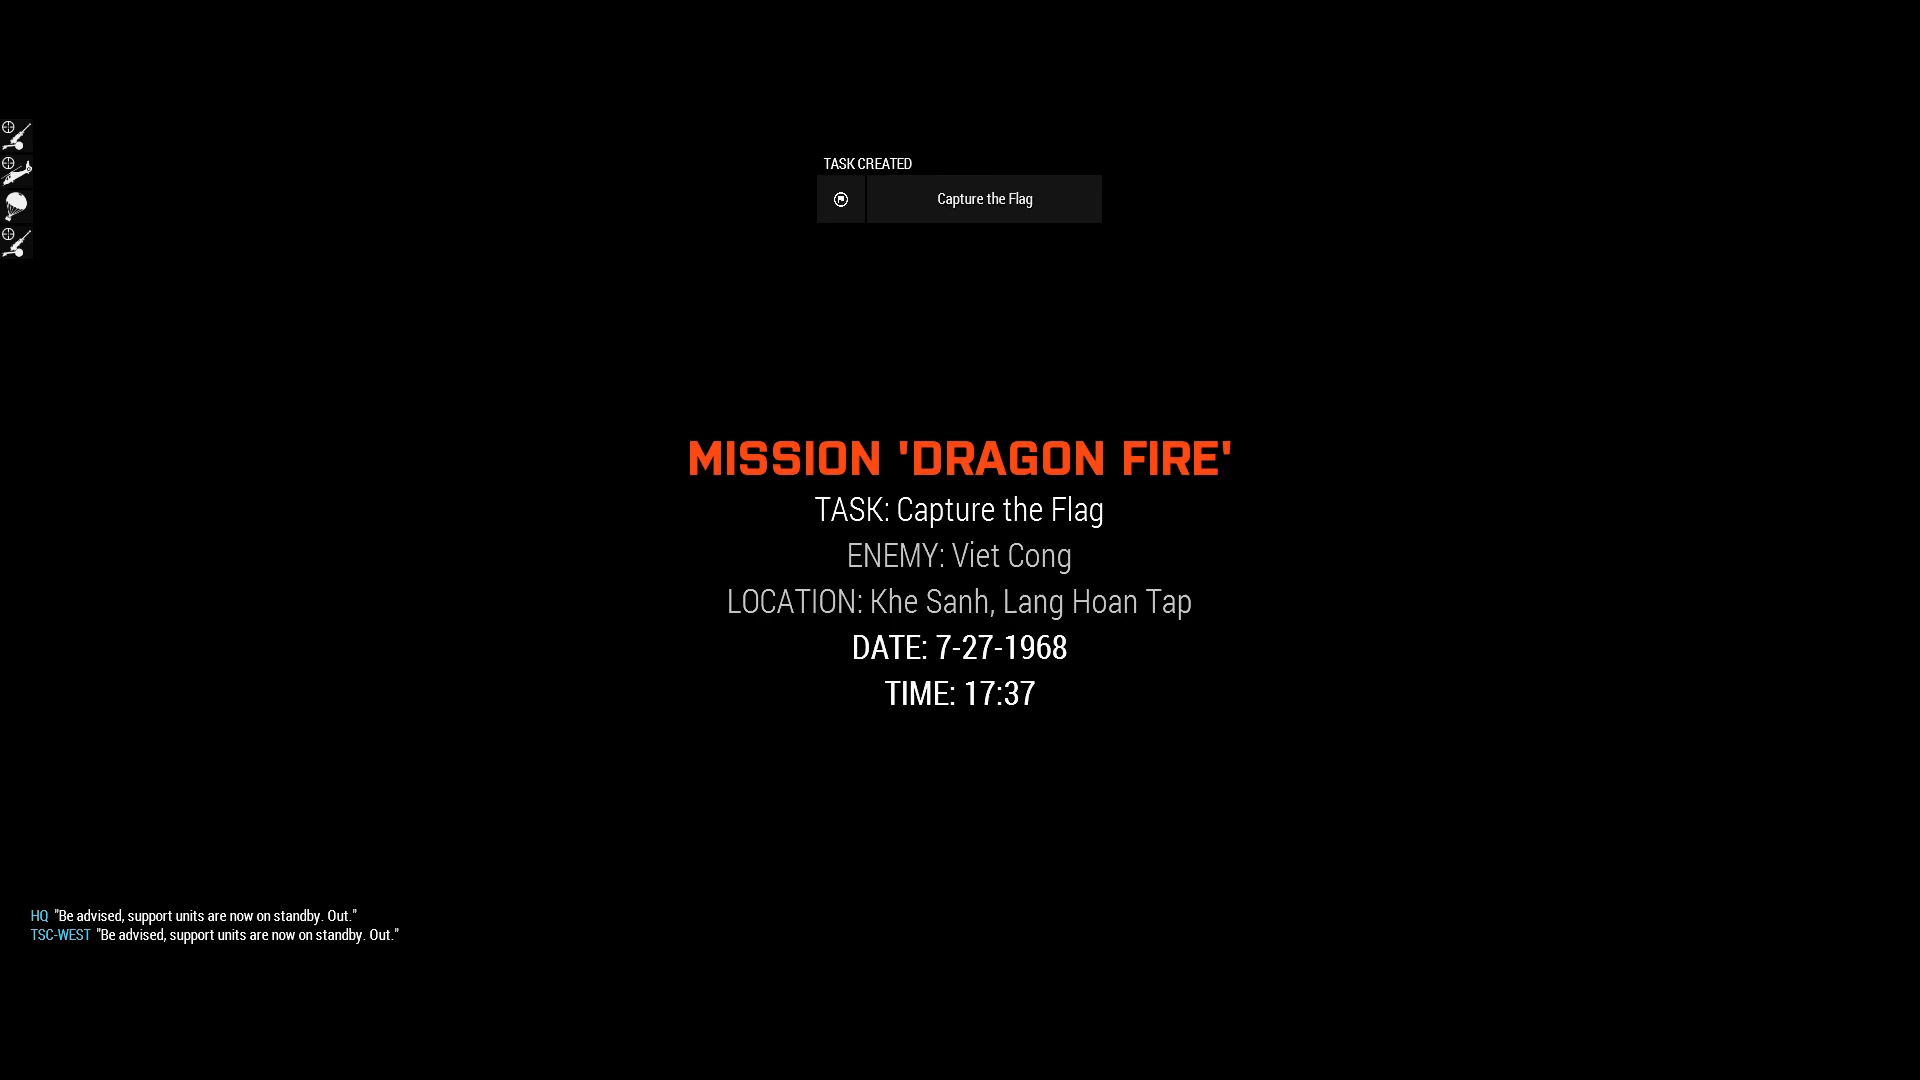 TASK CREATED
Capture the Flag
MISSION 'DRAGON FIRE'
TASK: Capture the Flag
ENEMY: Viet Cong
LOCATION: Khe Sanh, Lang Hoan Tap
DATE: 7-27-1968
TIME: 17:37
HQ "Be advised, support units are now on standby. Out."
TSC-WEST "Be advised, support units are now on standby. Out."